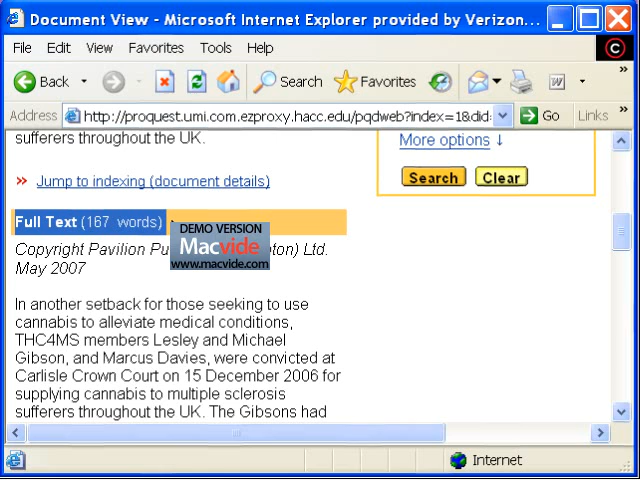 Document View - Microsoft Internet Explorer provided by Verizon...
File Edit View Favorites Tools Help
Back Search Favorites
Address http://proquest.umi.com.ezproxy.hacc.edu/pqdweb?index=1&did: Go Links
sufferers throughout the UK.
More options ↓
» Jump to indexing (document details)
Search Clear
Full Text (167 words)
DEMO VERSION
Macvide
www.macvide.com
Copyright Pavilion Pu ton) Ltd.
May 2007
In another setback for those seeking to use
cannabis to alleviate medical conditions,
THC4MS members Lesley and Michael
Gibson, and Marcus Davies, were convicted at
Carlisle Crown Court on 15 December 2006 for
supplying cannabis to multiple sclerosis
sufferers throughout the UK. The Gibsons had
Internet